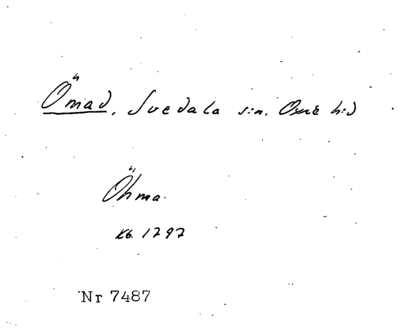 Ömad, Svedala s:n. Oxie h:d
Öhma.
Kb. 1797
Nr 7487